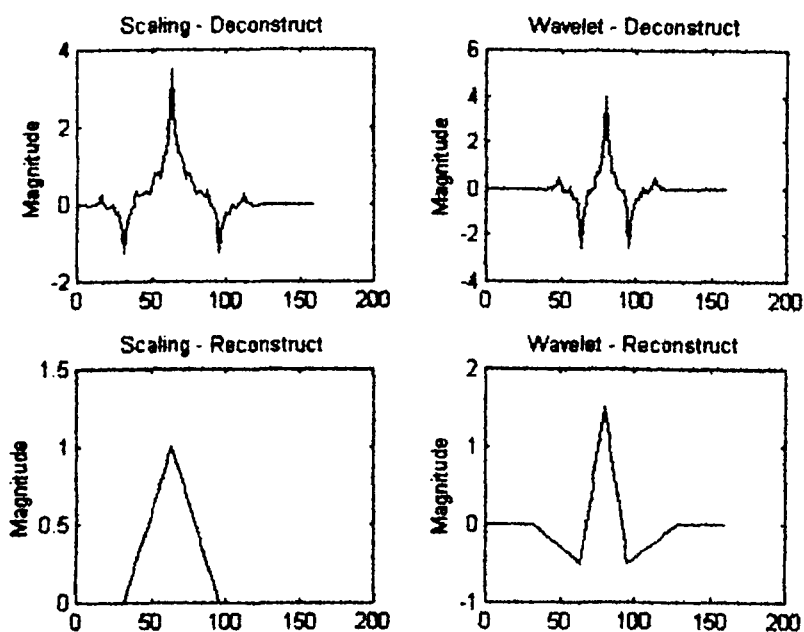 Scaling - Deconstruct
Magnitude
4
2
0
-2
0 50 100 150 200
Wavelet - Deconstruct
Magnitude
6
4
2
0
-2
-4
0 50 100 150 200
Scaling - Reconstruct
Magnitude
1.5
1
0.5
0
0 50 100 150 200
Wavelet - Reconstruct
Magnitude
2
1
0
-1
0 50 100 150 200